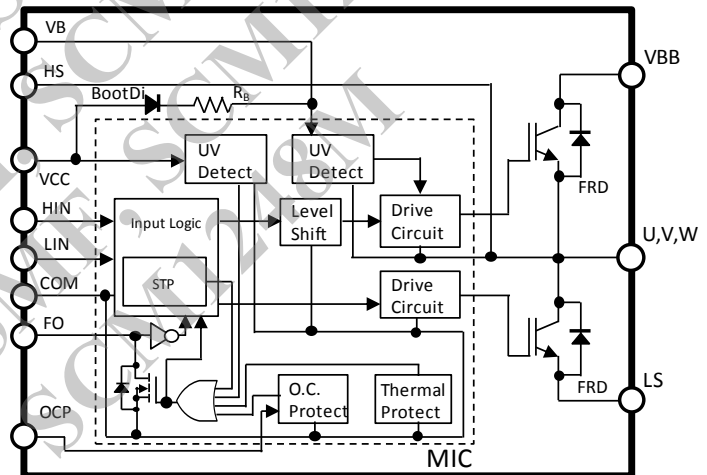 VB
VBB
HS
BootDi
RB
UV
Detect
UV
Detect
VCC
FRD
HIN
Input Logic
Level
Shift
Drive
Circuit
LIN
U,V,W
STP
COM
Drive
Circuit
FO
LS
O.C.
Protect
Thermal
Protect
FRD
OCP
MIC
SCM1248M